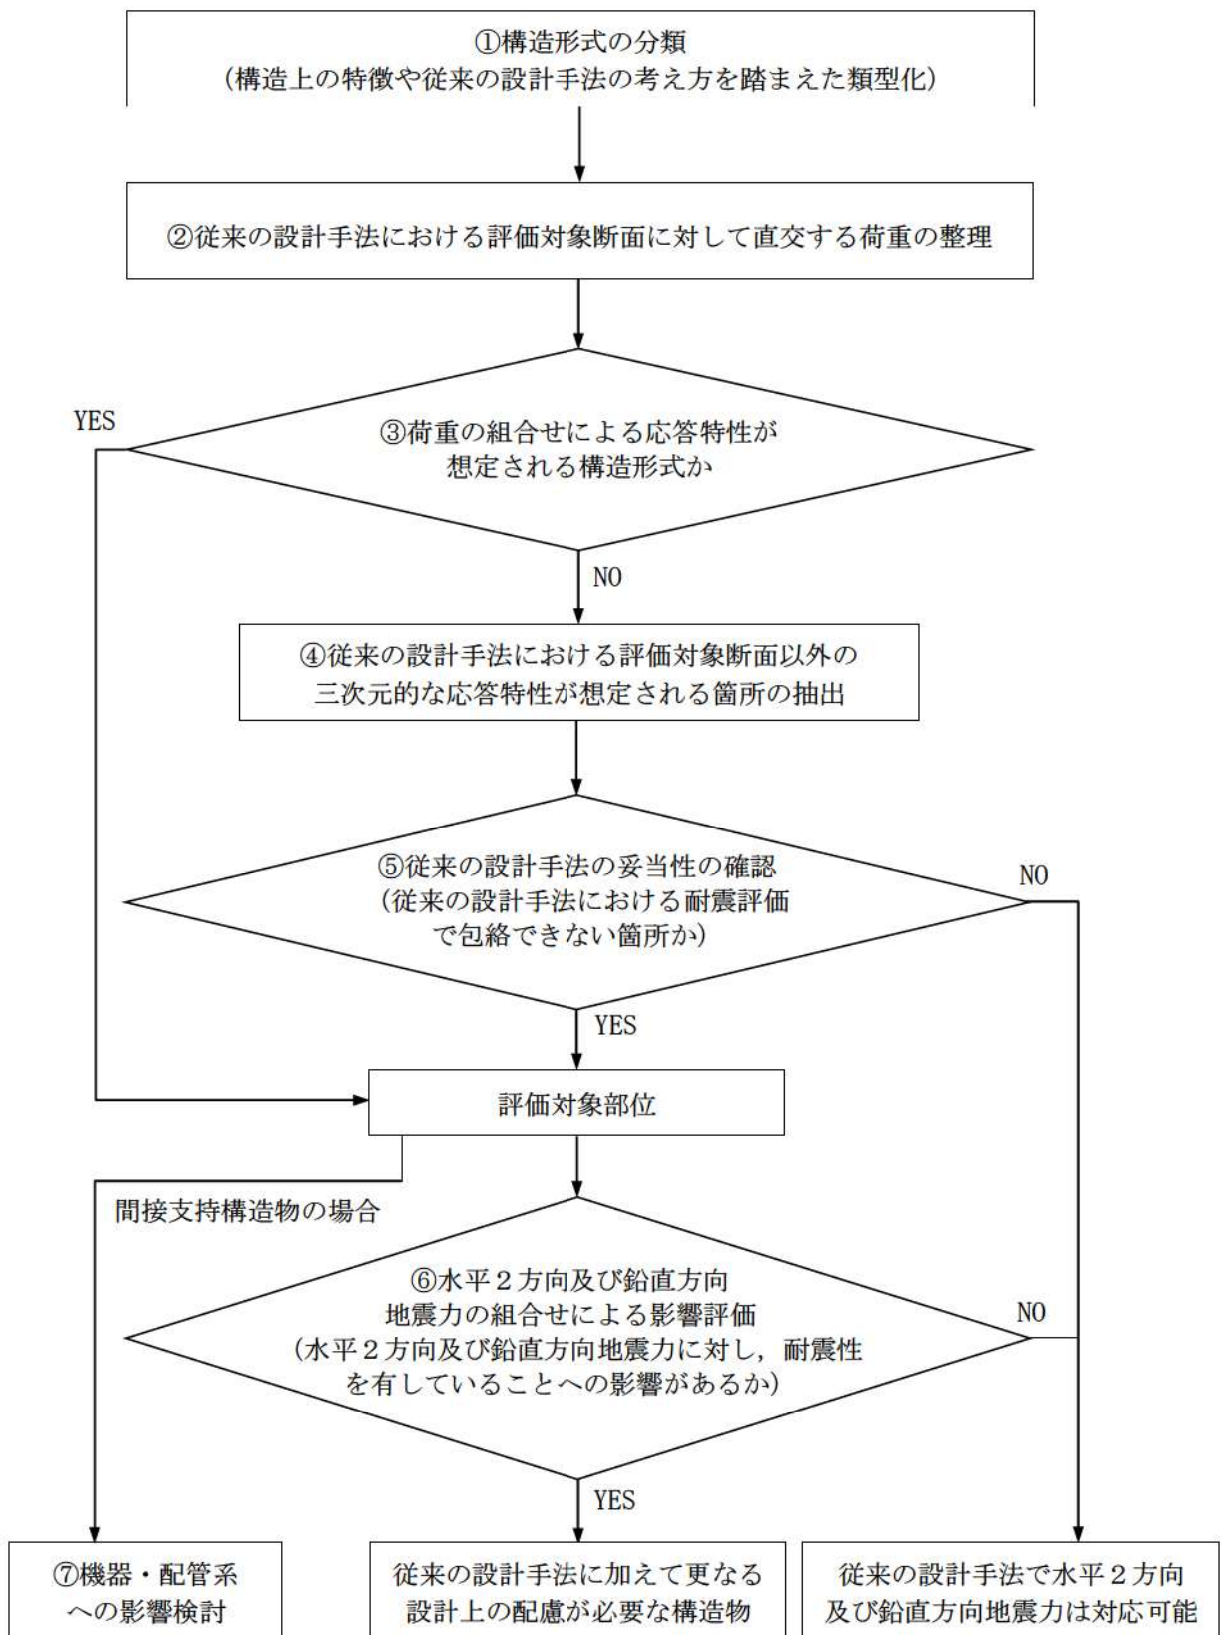 ①構造形式の分類
（構造上の特徴や従来の設計手法の考え方を踏まえた類型化）
②従来の設計手法における評価対象断面に対して直交する荷重の整理
YES
③荷重の組合せによる応答特性が
想定される構造形式か
NO
④従来の設計手法における評価対象断面以外の
三次元的な応答特性が想定される箇所の抽出
⑤従来の設計手法の妥当性の確認
（従来の設計手法における耐震評価
で包絡できない箇所か）
NO
YES
評価対象部位
間接支持構造物の場合
⑥水平２方向及び鉛直方向
地震力の組合せによる影響評価
（水平２方向及び鉛直方向地震力に対し，耐震性
を有していることへの影響があるか）
NO
YES
⑦機器・配管系
への影響検討
従来の設計手法に加えて更なる
設計上の配慮が必要な構造物
従来の設計手法で水平２方向
及び鉛直方向地震力は対応可能